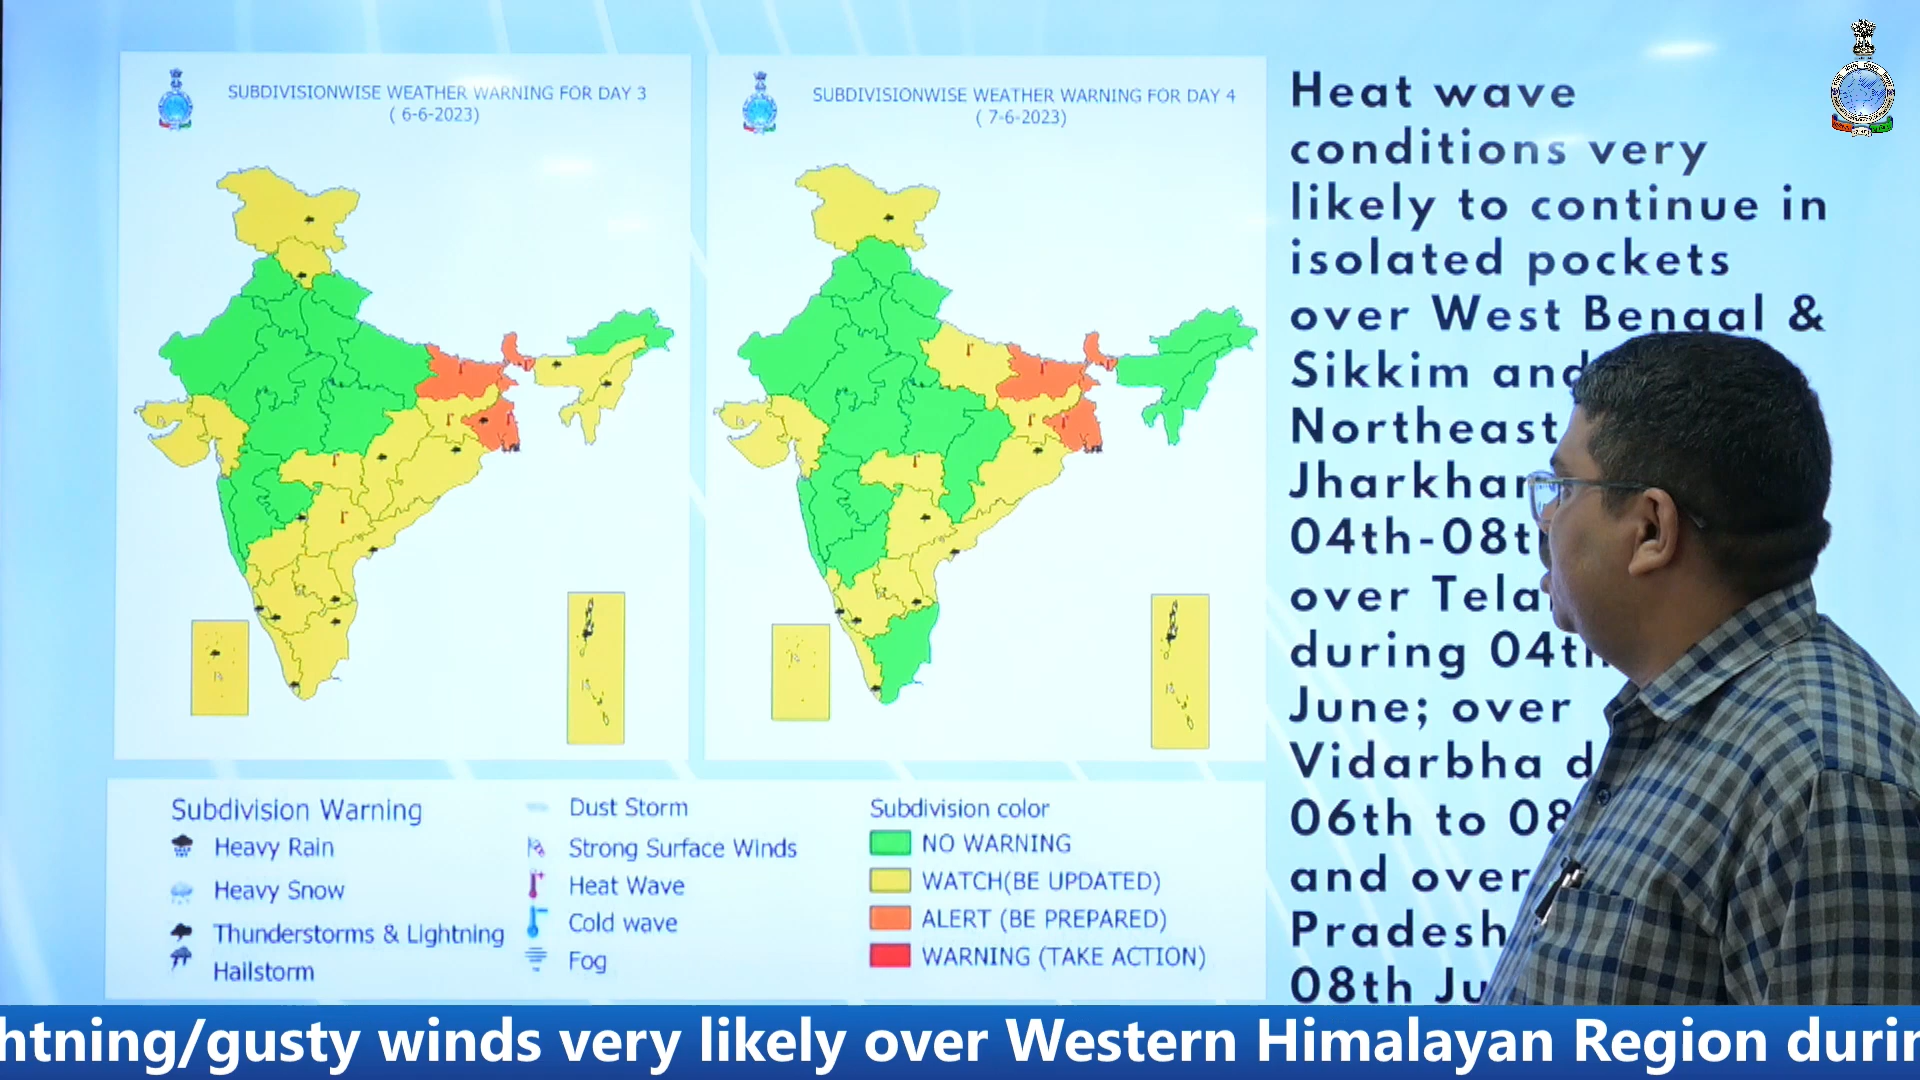 SUBDIVISIONWISE WEATHER WARNING FOR DAY 3
( 6-6-2023)
SUBDIVISIONWISE WEATHER WARNING FOR DAY 4
( 7-6-2023)
Subdivision Warning
Heavy Rain
Heavy Snow
Thunderstorms & Lightning
Hailstorm
Dust Storm
Strong Surface Winds
Heat Wave
Cold wave
Fog
Subdivision color
NO WARNING
WATCH(BE UPDATED)
ALERT (BE PREPARED)
WARNING (TAKE ACTION)
Heat wave
conditions very
likely to continue in
isolated pockets
over West Bengal &
Sikkim and
Northeast
04th-08t
over
during 04t
June; over
Vidarbha d
06th to 08
and over
Pradesh
08th Ju
htning/gusty winds very likely over Western Himalayan Region durin